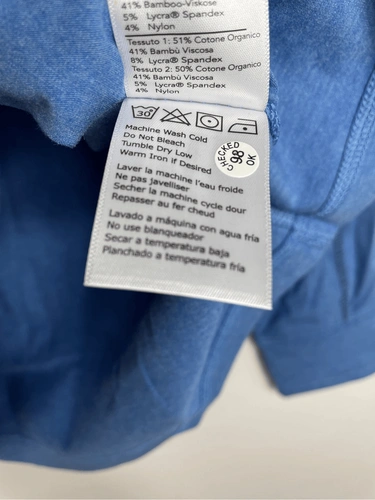 41% Bamboo-Viskose
5% Lycra® Spandex
4% Nylon
Tessuto 1: 51% Cotone Organico
41% Bambù Viscosa
8% Lycra® Spandex
Tessuto 2: 50% Cotone Organico
41% Bambù Viscosa
5% Lycra® Spandex
4% Nylon
30°
Machine Wash Cold
Do Not Bleach
Tumble Dry Low
Warm Iron if Desired
CHECKED
98
OK
Laver la machine l'eau froide
Ne pas javelliser
Secher la machine cycle dour
Repasser au fer chaud
Lavado a máquina con agua fría
No use blanqueador
Secar a temperatura baja
Planchado a temperatura fría